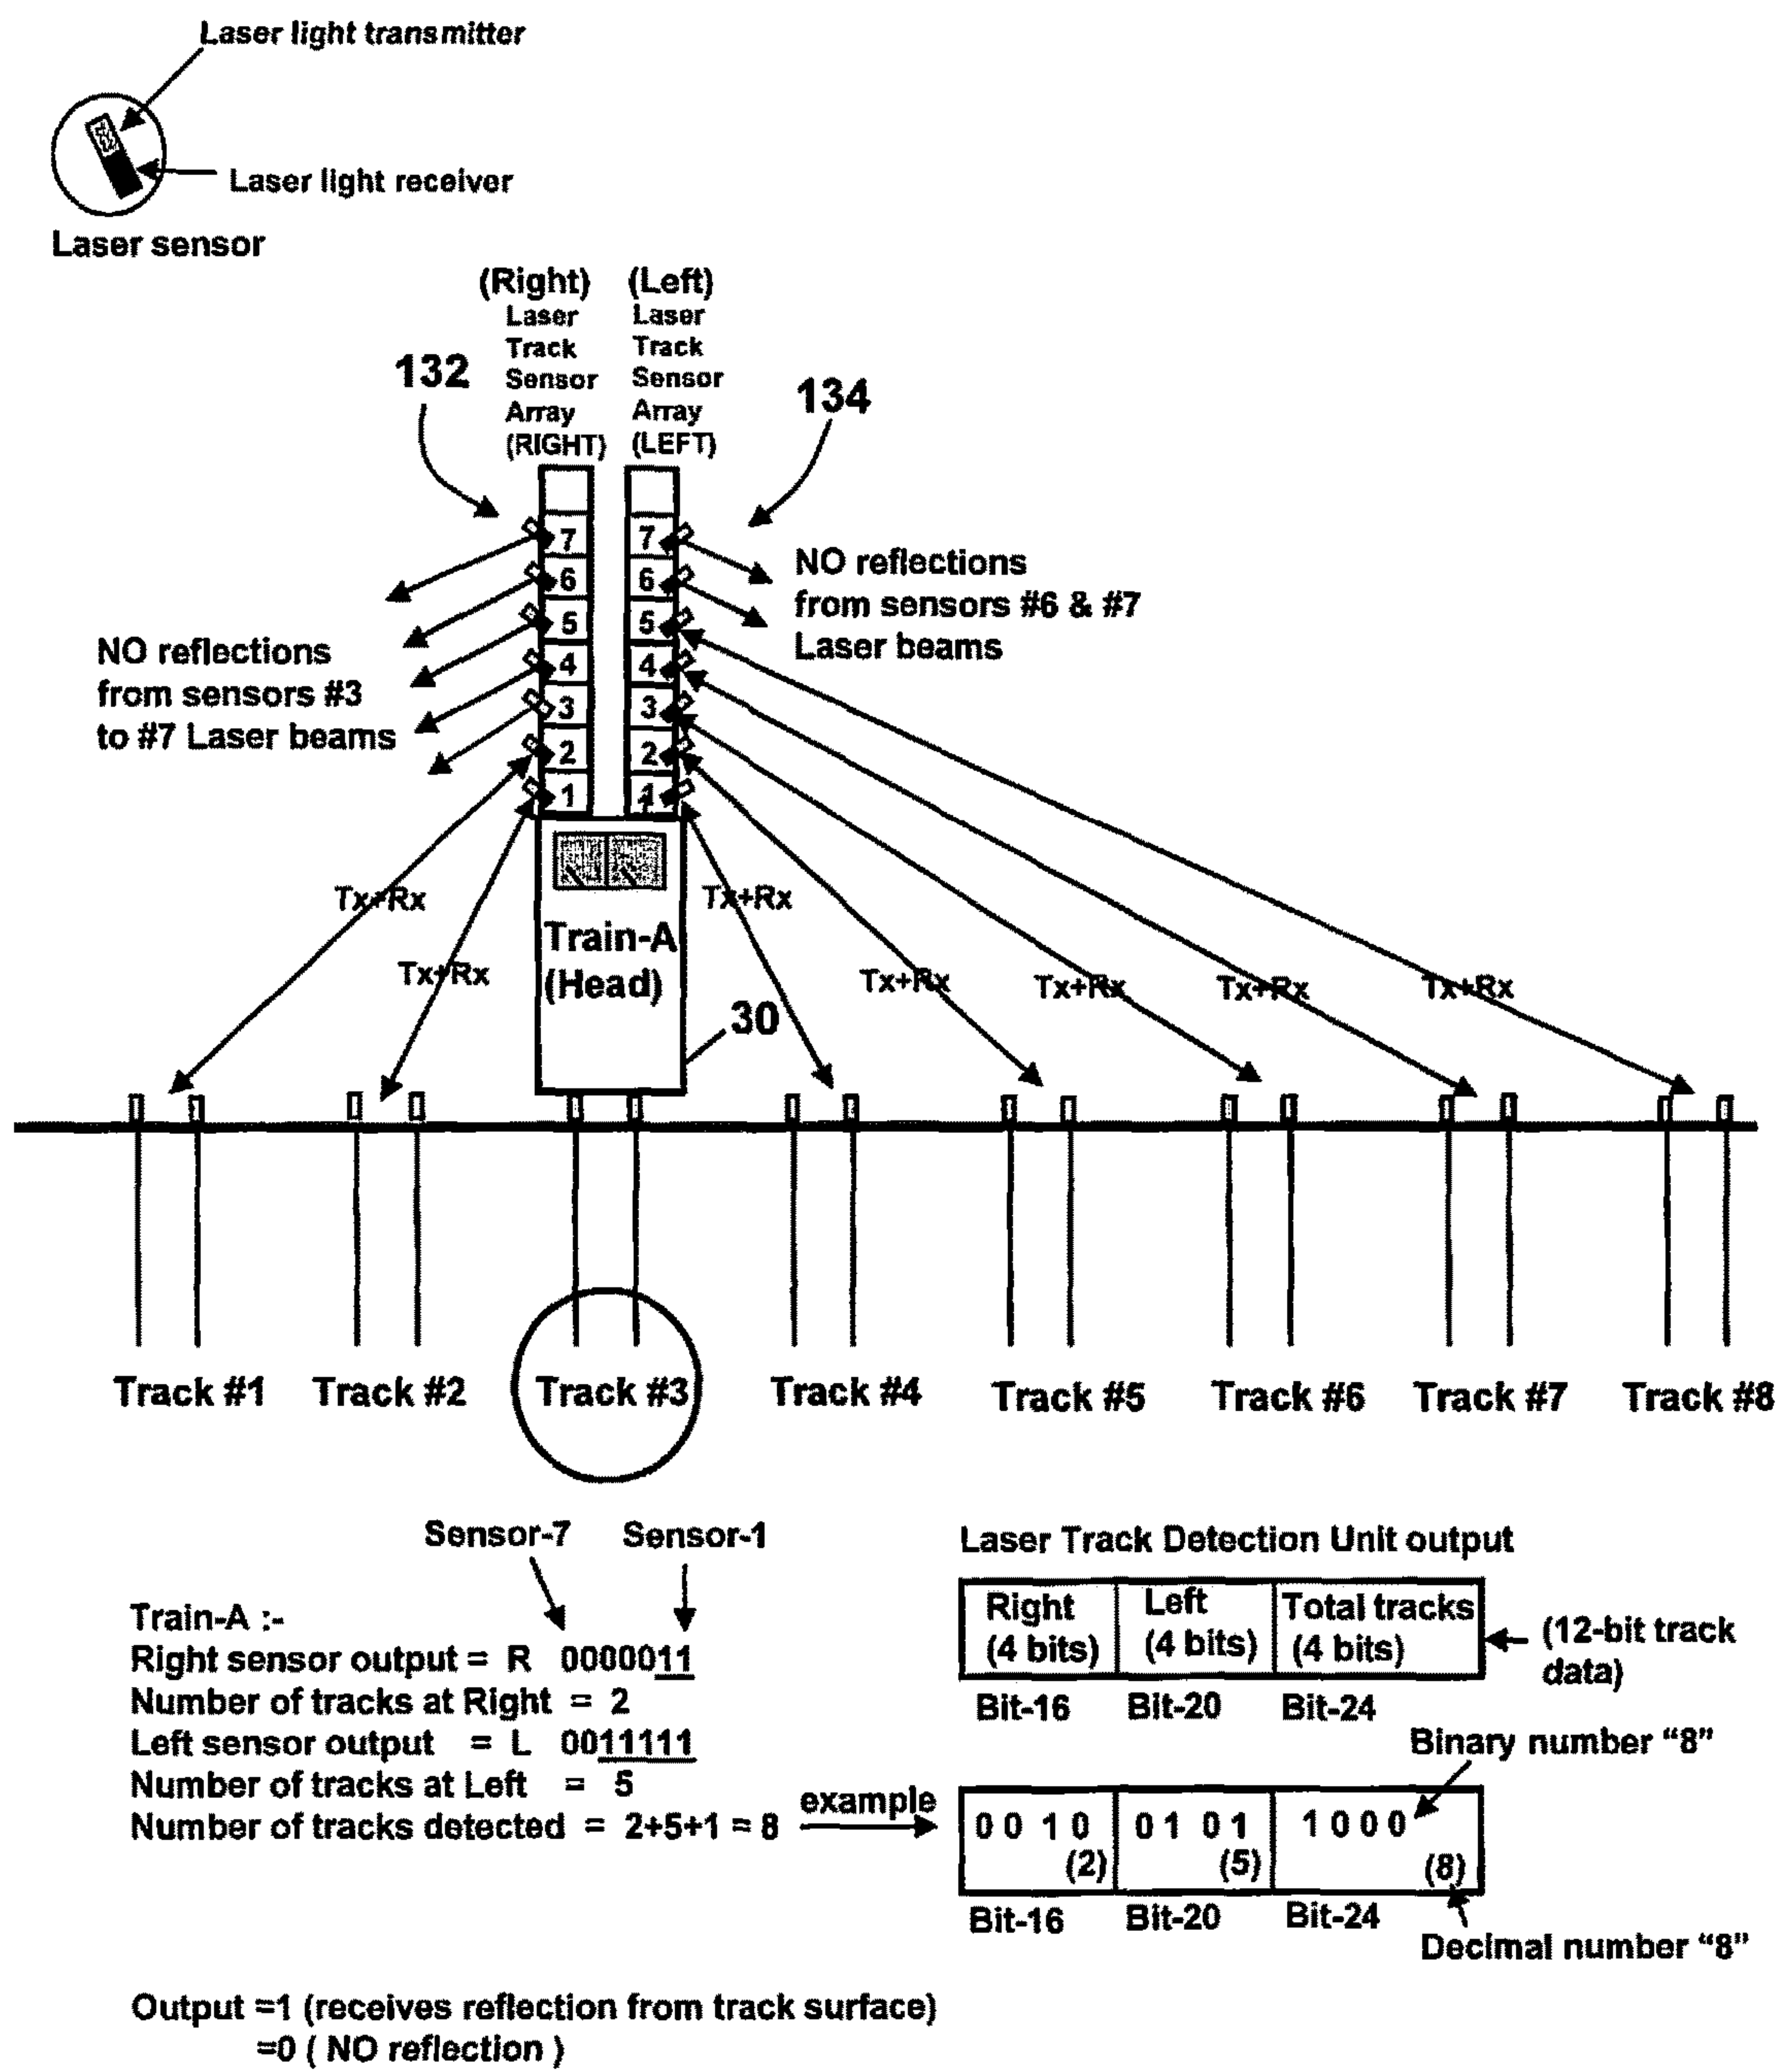 Laser light transmitter
Laser light receiver
Laser sensor
(Right) (Left)
Laser Laser
Track Track
Sensor Sensor
Array Array
(RIGHT) (LEFT)
132
134
7 7
6 6
5 5
4 4
3 3
2 2
1 1
NO reflections
from sensors #6 & #7
Laser beams
NO reflections
from sensors #3
to #7 Laser beams
Tx+Rx Tx+Rx
Tx+Rx Tx+Rx Tx+Rx Tx+Rx Tx+Rx
Train-A
(Head)
30
Track #1 Track #2 Track #3 Track #4 Track #5 Track #6 Track #7 Track #8
Sensor-7 Sensor-1
Train-A :-
Right sensor output = R 0000011
Number of tracks at Right = 2
Left sensor output = L 0011111
Number of tracks at Left = 5
Number of tracks detected = 2+5+1 = 8
example
Laser Track Detection Unit output
Right Left Total tracks
(4 bits) (4 bits) (4 bits)
(12-bit track
data)
Bit-16 Bit-20 Bit-24
Binary number “8”
0 0 1 0 0 1 0 1 1 0 0 0
(2) (5) (8)
Bit-16 Bit-20 Bit-24
Decimal number “8”
Output =1 (receives reflection from track surface)
=0 ( NO reflection )